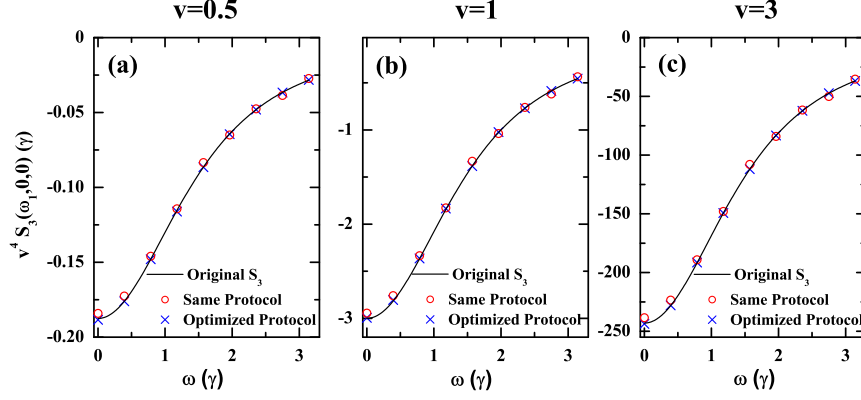 v=0.5 v=1 v=3
(a) (b) (c)
v⁴ S₃(ω₁,0,0) (γ)
0
-0.05
-0.10
-0.15
-0.20
0 1 2 3
ω (γ)
Original S₃
Same Protocol
Optimized Protocol
0
-1
-2
-3
0 1 2 3
ω (γ)
Original S₃
Same Protocol
Optimized Protocol
0
-50
-100
-150
-200
-250
0 1 2 3
ω (γ)
Original S₃
Same Protocol
Optimized Protocol